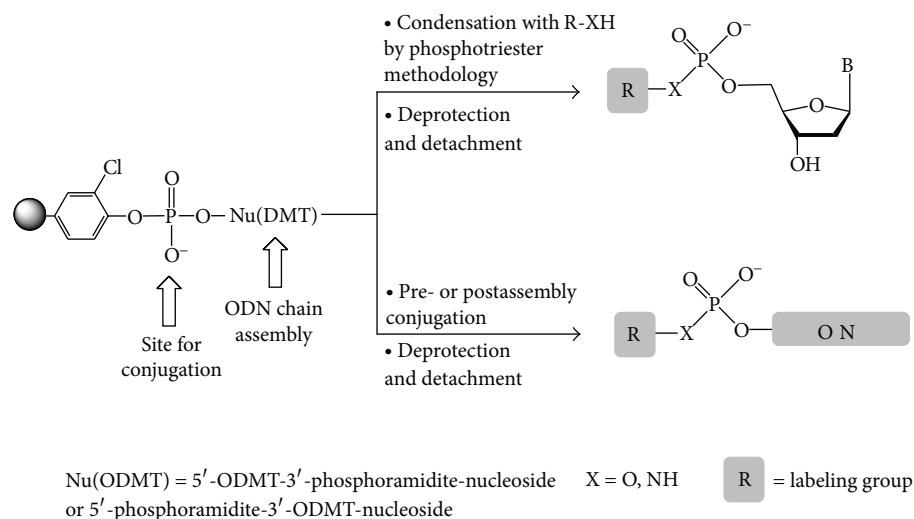 • Condensation with R-XH
by phosphotriester
methodology
• Deprotection
and detachment
O
O⁻
P
R
X
O
B
O
OH
Cl
O
O
P
O
Nu(DMT)
O⁻
Site for
conjugation
ODN chain
assembly
• Pre- or postassembly
conjugation
• Deprotection
and detachment
O
O⁻
P
R
X
O
O N
Nu(ODMT) = 5′-ODMT-3′-phosphoramidite-nucleoside
or 5′-phosphoramidite-3′-ODMT-nucleoside
X = O, NH
R = labeling group